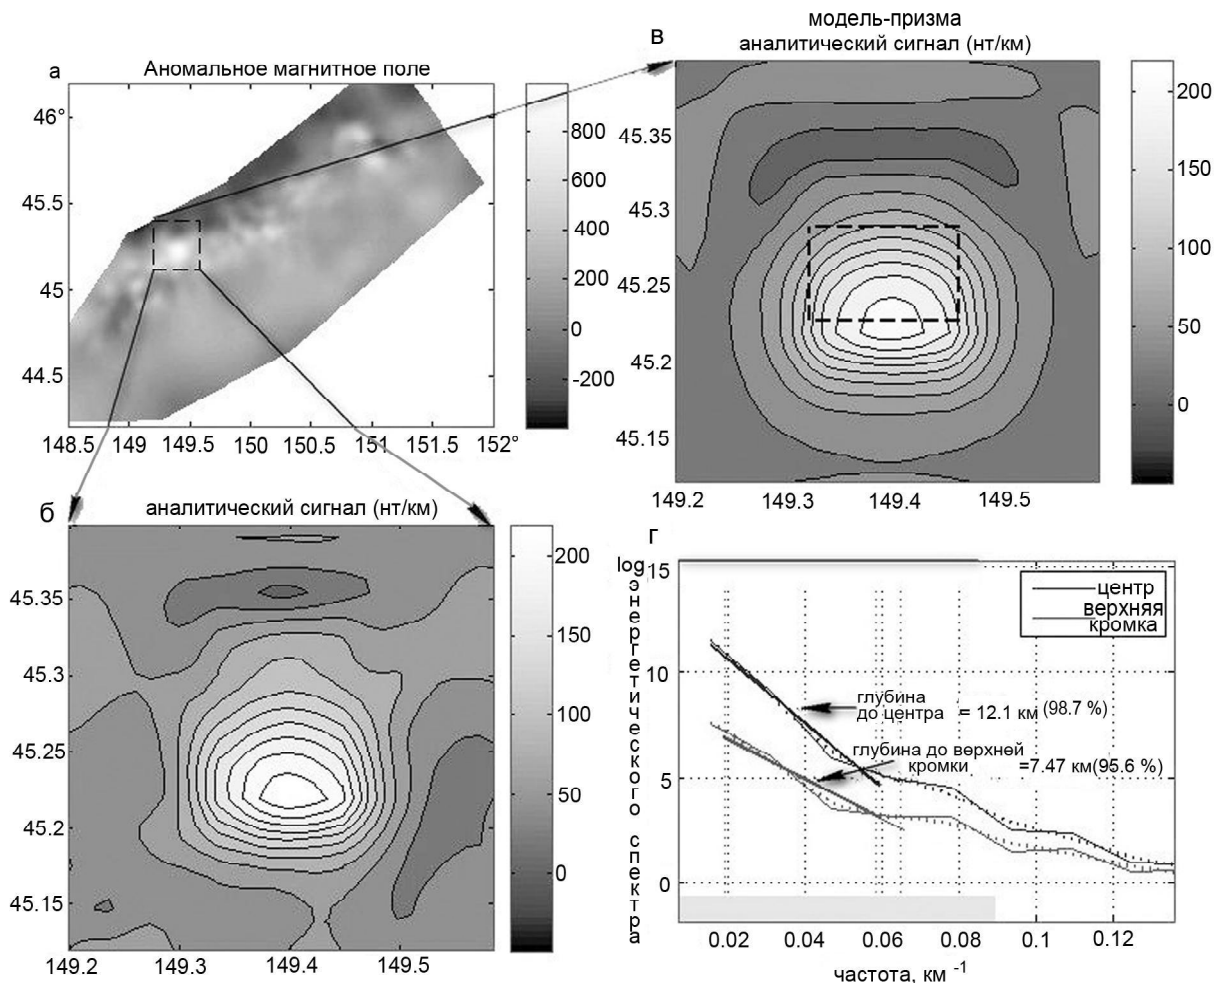 а
Аномальное магнитное поле
46°
45.5
45
44.5
148.5 149 149.5 150 150.5 151 151.5 152°
800
600
400
200
0
-200
модель-призма
в
аналитический сигнал (нт/км)
45.35
45.3
45.25
45.2
45.15
149.2 149.3 149.4 149.5
200
150
100
50
0
б
аналитический сигнал (нт/км)
45.35
45.3
45.25
45.2
45.15
149.2 149.3 149.4 149.5
200
150
100
50
0
г
log энергетического спектра
15
10
5
0
центр
верхняя
кромка
глубина
до центра = 12.1 км (98.7 %)
глубина до верхней
кромки =7.47 км(95.6 %)
0.02 0.04 0.06 0.08 0.1 0.12
частота, км -1